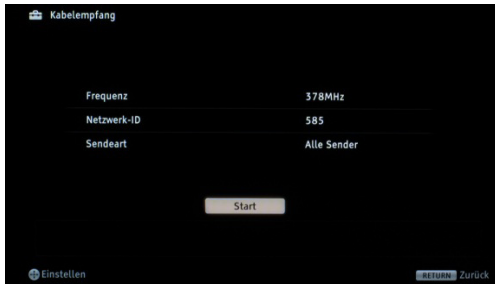 Kabelempfang
Frequenz 378MHz
Netzwerk-ID 585
Sendeart Alle Sender
Start
Einstellen RETURN Zurück